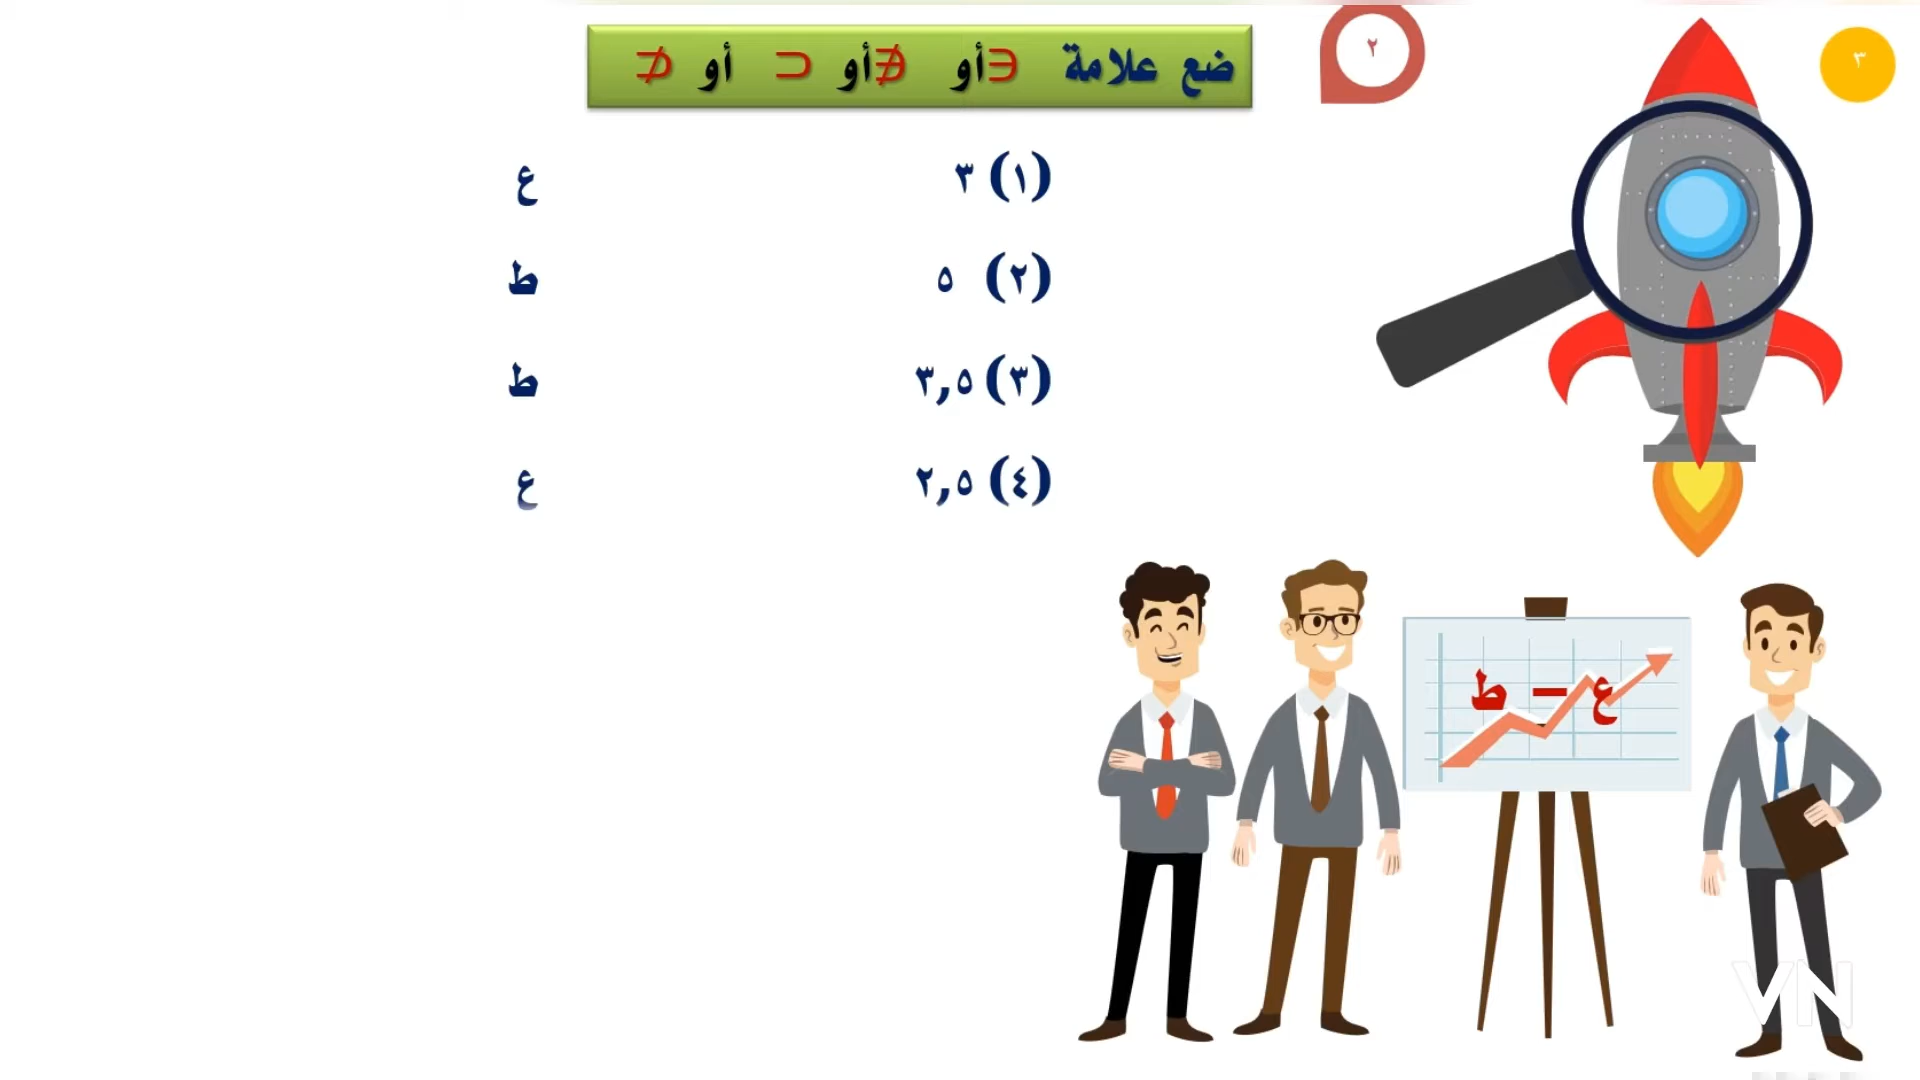 ٣
٢
ضع علامة ∋ أو ∌ أو ⊃ أو ⊅
(١) ٣ ع
(٢) ٥ ط
(٣) ٣,٥ ط
(٤) ٢,٥ ع
ع – ط
VN